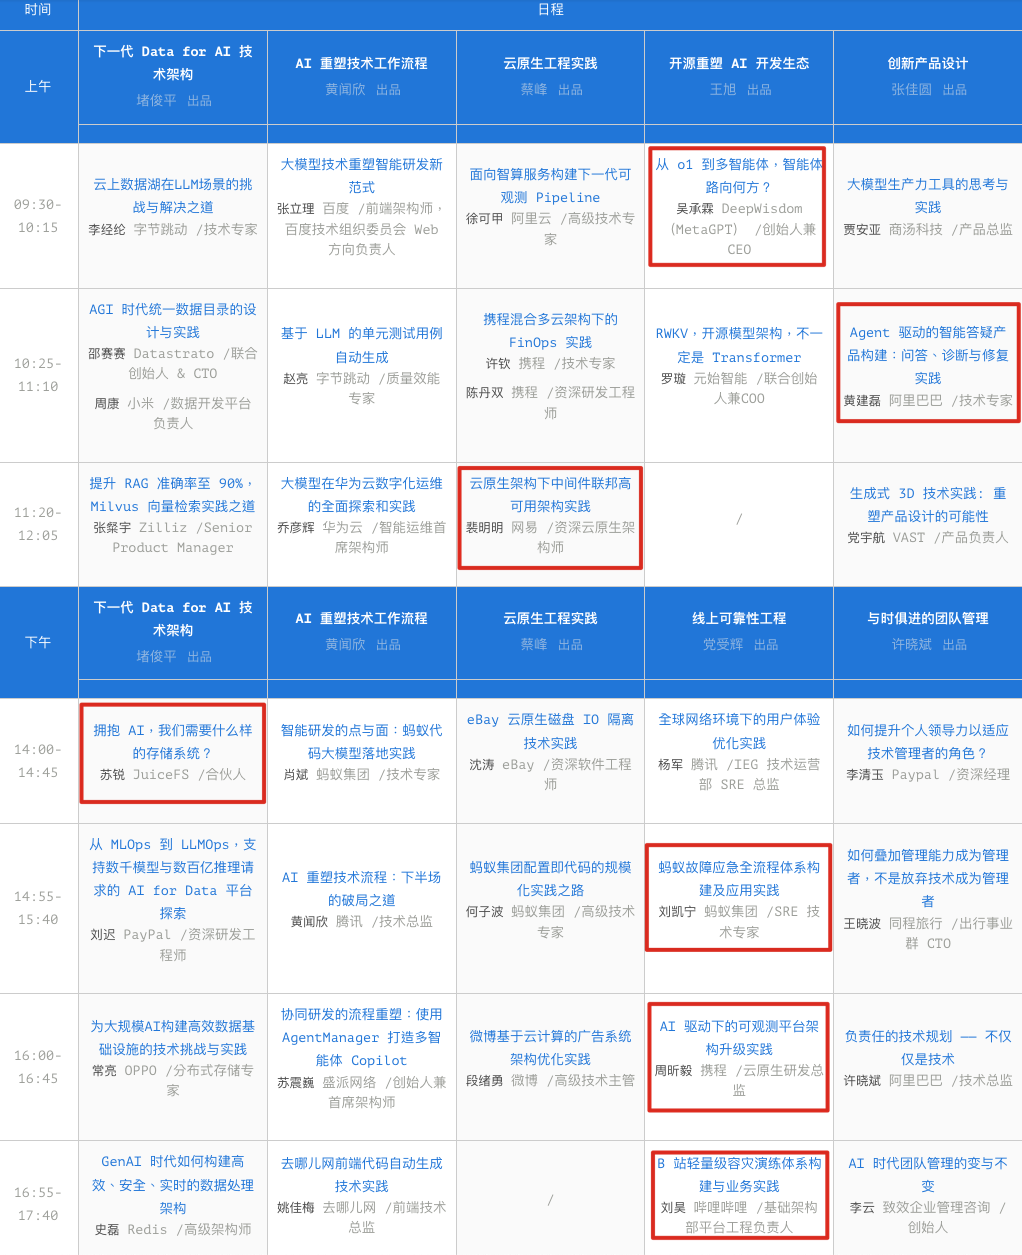 时间
日程
上午
下一代 Data for AI 技
术架构
堵俊平 出品
AI 重塑技术工作流程
黄闻欣 出品
云原生工程实践
蔡峰 出品
开源重塑 AI 开发生态
王旭 出品
创新产品设计
张佳圆 出品
09:30-
10:15
云上数据湖在LLM场景的挑
战与解决之道
李经纶 字节跳动 /技术专家
大模型技术重塑智能研发新
范式
张立理 百度 /前端架构师，
百度技术组织委员会 Web
方向负责人
面向智算服务构建下一代可
观测 Pipeline
徐可甲 阿里云 /高级技术专
家
从 o1 到多智能体，智能体
路向何方？
吴承霖 DeepWisdom
（MetaGPT） /创始人兼
CEO
大模型生产力工具的思考与
实践
贾安亚 商汤科技 /产品总监
10:25-
11:10
AGI 时代统一数据目录的设
计与实践
邵赛赛 Datastrato /联合
创始人 & CTO
周康 小米 /数据开发平台
负责人
基于 LLM 的单元测试用例
自动生成
赵亮 字节跳动 /质量效能
专家
携程混合多云架构下的
FinOps 实践
许钦 携程 /技术专家
陈丹双 携程 /资深研发工程
师
RWKV，开源模型架构，不一
定是 Transformer
罗璇 元始智能 /联合创始
人兼COO
Agent 驱动的智能答疑产
品构建：问答、诊断与修复
实践
黄建磊 阿里巴巴 /技术专家
11:20-
12:05
提升 RAG 准确率至 90%，
Milvus 向量检索实践之道
张粲宇 Zilliz /Senior
Product Manager
大模型在华为云数字化运维
的全面探索和实践
乔彦辉 华为云 /智能运维首
席架构师
云原生架构下中间件联邦高
可用架构实践
裴明明 网易 /资深云原生架
构师
/
生成式 3D 技术实践: 重
塑产品设计的可能性
党宇航 VAST /产品负责人
下午
下一代 Data for AI 技
术架构
堵俊平 出品
AI 重塑技术工作流程
黄闻欣 出品
云原生工程实践
蔡峰 出品
线上可靠性工程
党受辉 出品
与时俱进的团队管理
许晓斌 出品
14:00-
14:45
拥抱 AI，我们需要什么样
的存储系统？
苏锐 JuiceFS /合伙人
智能研发的点与面：蚂蚁代
码大模型落地实践
肖斌 蚂蚁集团 /技术专家
eBay 云原生磁盘 IO 隔离
技术实践
沈涛 eBay /资深软件工程
师
全球网络环境下的用户体验
优化实践
杨军 腾讯 /IEG 技术运营
部 SRE 总监
如何提升个人领导力以适应
技术管理者的角色？
李清玉 Paypal /资深经理
14:55-
15:40
从 MLOps 到 LLMOps，支
持数千模型与数百亿推理请
求的 AI for Data 平台
探索
刘迟 PayPal /资深研发工
程师
AI 重塑技术流程：下半场
的破局之道
黄闻欣 腾讯 /技术总监
蚂蚁集团配置即代码的规模
化实践之路
何子波 蚂蚁集团 /高级技术
专家
蚂蚁故障应急全流程体系构
建及应用实践
刘凯宁 蚂蚁集团 /SRE 技
术专家
如何叠加管理能力成为管理
者，不是放弃技术成为管理
者
王晓波 同程旅行 /出行事业
群 CTO
16:00-
16:45
为大规模AI构建高效数据基
础设施的技术挑战与实践
常亮 OPPO /分布式存储专
家
协同研发的流程重塑：使用
AgentManager 打造多智
能体 Copilot
苏震巍 盛派网络 /创始人兼
首席架构师
微博基于云计算的广告系统
架构优化实践
段绪勇 微博 /高级技术主管
AI 驱动下的可观测平台架
构升级实践
周昕毅 携程 /云原生研发总
监
负责任的技术规划 —— 不仅
仅是技术
许晓斌 阿里巴巴 /技术总监
16:55-
17:40
GenAI 时代如何构建高
效、安全、实时的数据处理
架构
史磊 Redis /高级架构师
去哪儿网前端代码自动生成
技术实践
姚佳梅 去哪儿网 /前端技术
总监
/
B 站轻量级容灾演练体系构
建与业务实践
刘昊 哔哩哔哩 /基础架构
部平台工程负责人
AI 时代团队管理的变与不
变
李云 致效企业管理咨询 /
创始人